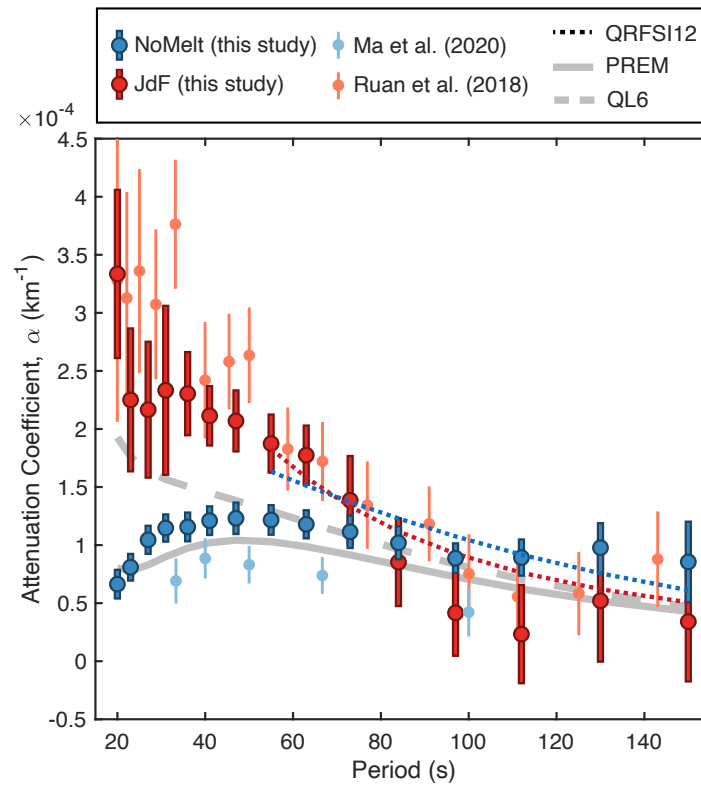 NoMelt (this study) Ma et al. (2020) QRFSI12
JdF (this study) Ruan et al. (2018) PREM
QL6
×10⁻⁴
4.5
4
3.5
3
2.5
2
1.5
1
0.5
0
-0.5
Attenuation Coefficient, α (km⁻¹)
20 40 60 80 100 120 140
Period (s)